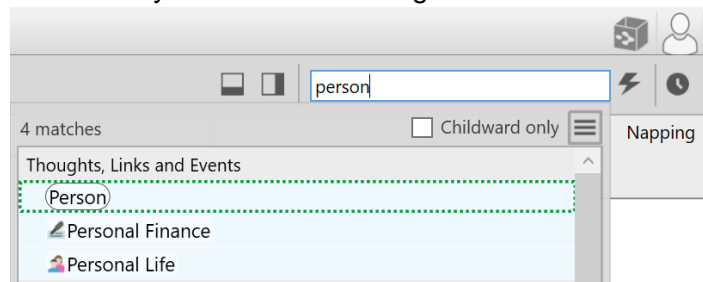 person
4 matches
Childward only
Napping
Thoughts, Links and Events
Person
Personal Finance
Personal Life